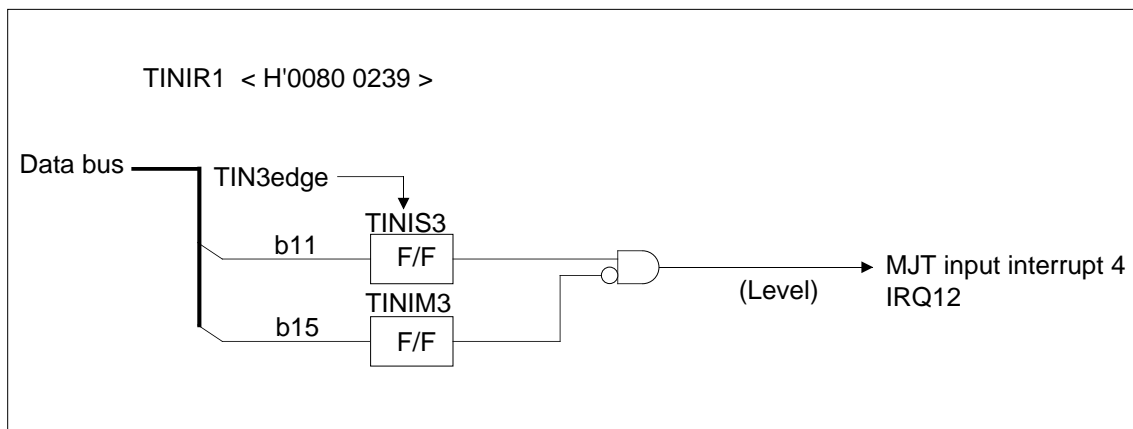 TINIR1 < H'0080 0239 >
Data bus
TIN3edge
TINIS3
b11
F/F
TINIM3
b15
F/F
(Level)
MJT input interrupt 4
IRQ12